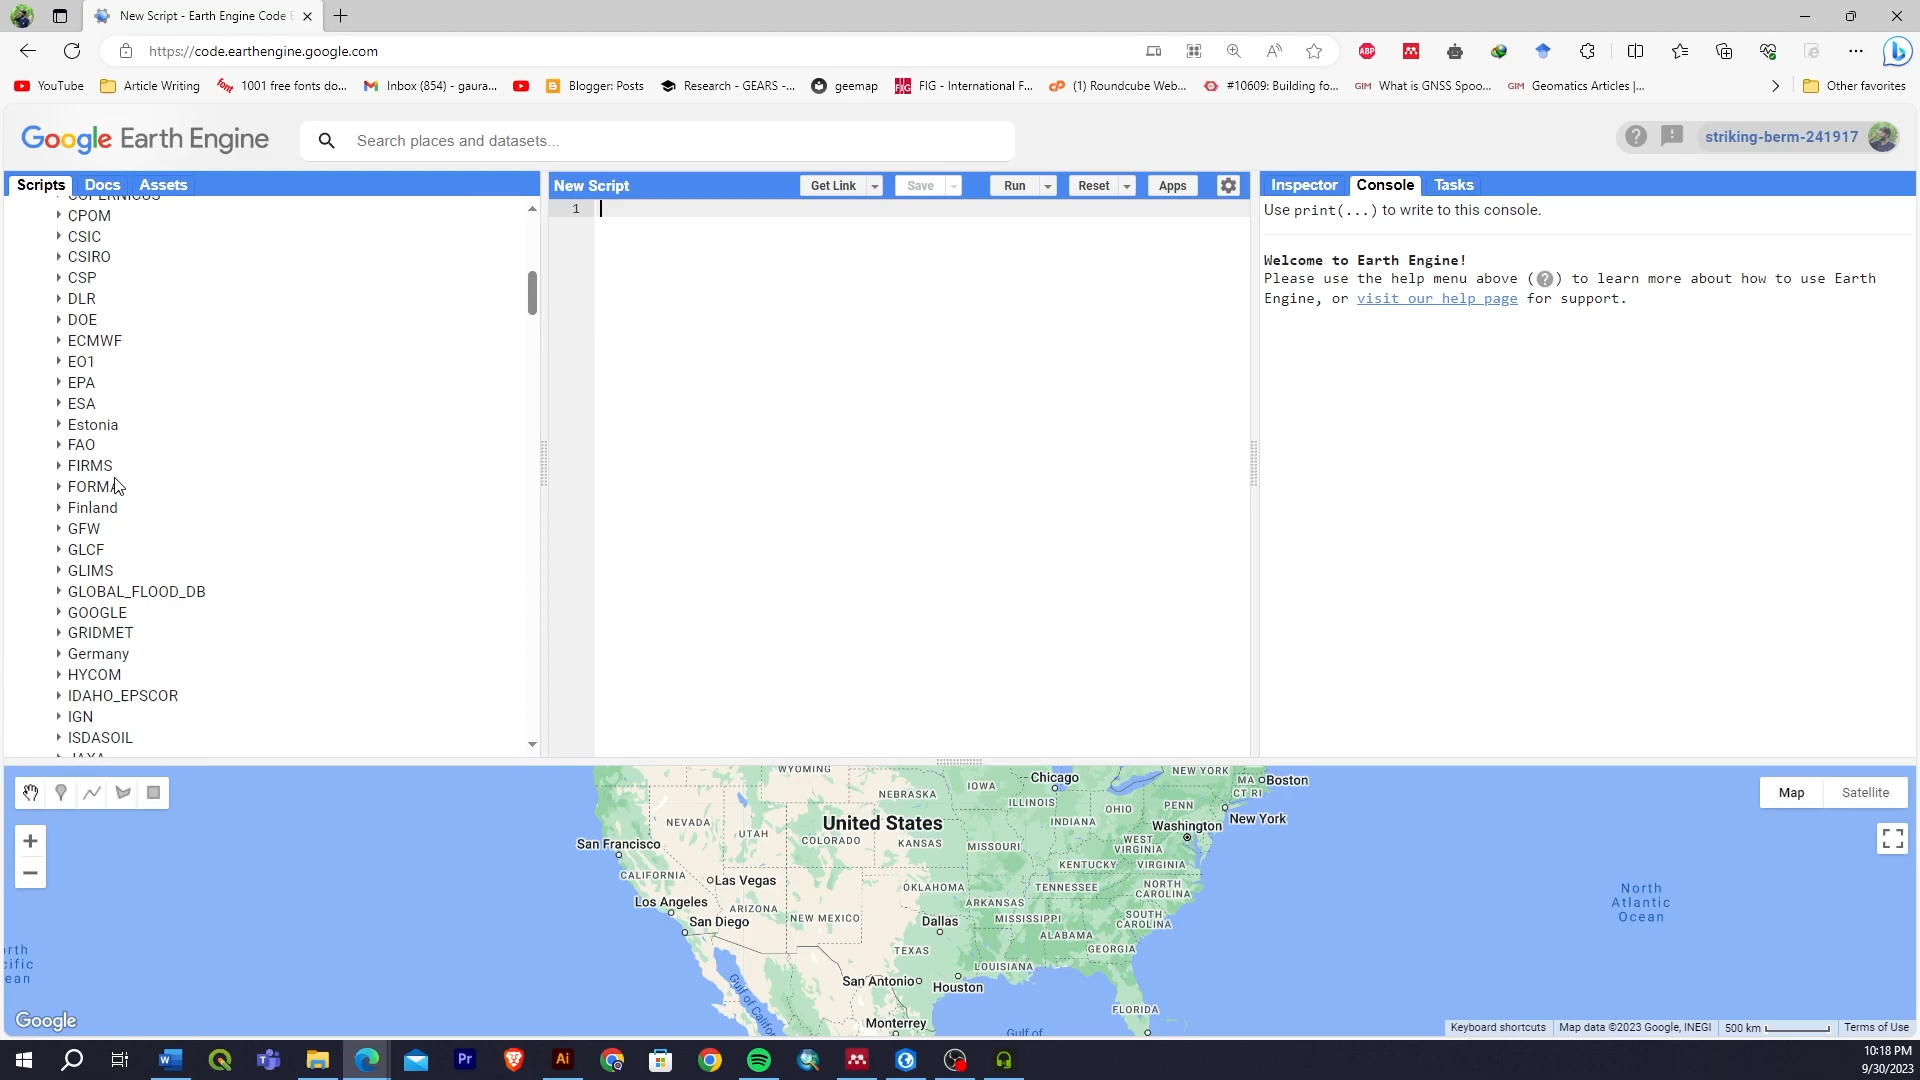 New Script - Earth Engine Code E
https://code.earthengine.google.com
YouTube
Article Writing
1001 free fonts do...
Inbox (854) - gaura...
Blogger: Posts
Research - GEARS -...
geemap
FIG - International F...
(1) Roundcube Web...
#10609: Building fo...
What is GNSS Spoo...
Geomatics Articles |...
Other favorites
Google Earth Engine
Search places and datasets...
striking-berm-241917
Scripts Docs Assets
COPERNICUS
CPOM
CSIC
CSIRO
CSP
DLR
DOE
ECMWF
EO1
EPA
ESA
Estonia
FAO
FIRMS
FORMA
Finland
GFW
GLCF
GLIMS
GLOBAL_FLOOD_DB
GOOGLE
GRIDMET
Germany
HYCOM
IDAHO_EPSCOR
IGN
ISDASOIL
JAXA
New Script
Get Link Save Run Reset Apps
1
Inspector Console Tasks
Use print(...) to write to this console.
Welcome to Earth Engine!
Please use the help menu above (?) to learn more about how to use Earth
Engine, or visit our help page for support.
Map Satellite
WYOMING
NEBRASKA
IOWA
Chicago
NEW YORK
MA
Boston
CT RI
ILLINOIS
OHIO
PENN
NEVADA
UTAH
United States
COLORADO
KANSAS
INDIANA
MISSOURI
Washington
New York
San Francisco
WEST
VIRGINIA
KENTUCKY
VIRGINIA
CALIFORNIA
Las Vegas
OKLAHOMA
TENNESSEE
NORTH
CAROLINA
Los Angeles
ARIZONA
NEW MEXICO
ARKANSAS
SOUTH
CAROLINA
San Diego
Dallas
MISSISSIPPI
ALABAMA
GEORGIA
TEXAS
LOUISIANA
San Antonio
Houston
FLORIDA
Monterrey
Gulf of
Gulf of Califor
North
Atlantic
Ocean
orth
cific
ean
Google
Keyboard shortcuts
Map data ©2023 Google, INEGI
500 km
Terms of Use
10:18 PM
9/30/2023